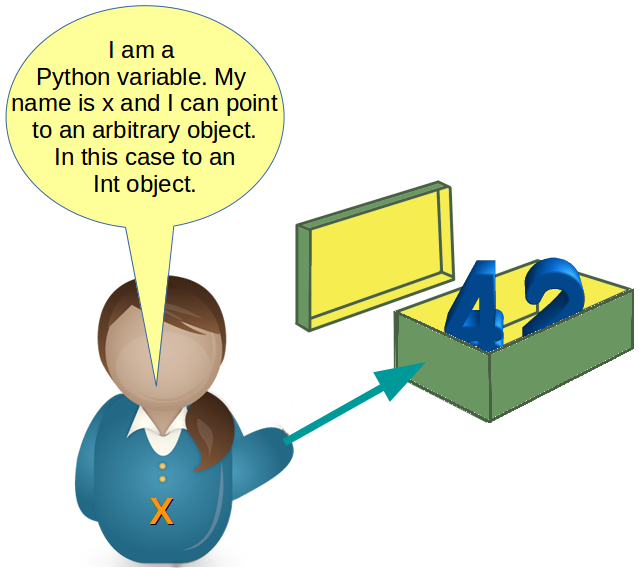 I am a
Python variable. My
name is x and I can point
to an arbitrary object.
In this case to an
Int object.
42
X